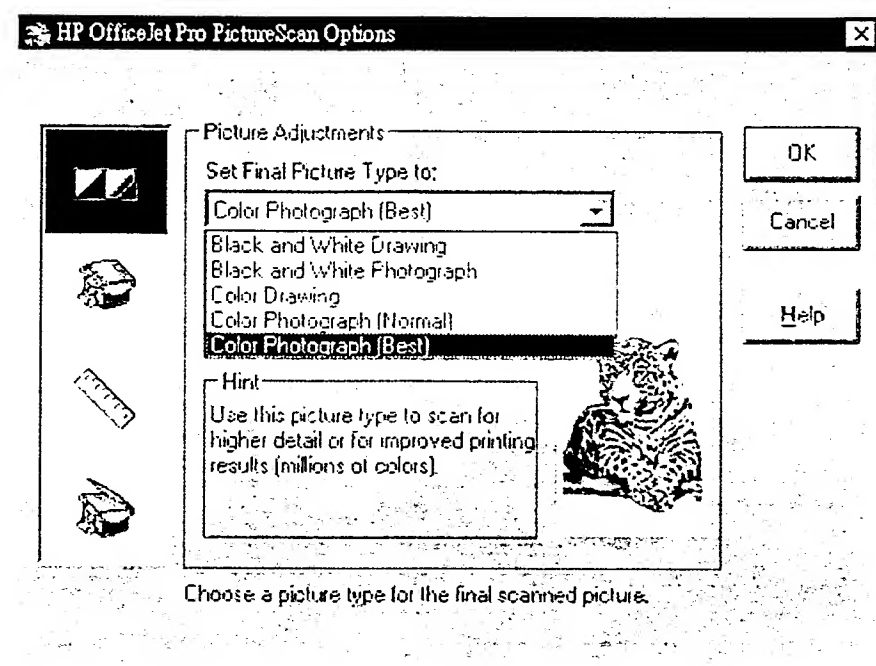 HP OfficeJet Pro PictureScan Options
Picture Adjustments
Set Final Picture Type to:
Color Photograph (Best)
Black and White Drawing
Black and White Photograph
Color Drawing
Color Photograph (Normal)
Color Photograph (Best)
Hint
Use this picture type to scan for
higher detail or for improved printing
results (millions of colors).
OK
Cancel
Help
Choose a picture type for the final scanned picture.